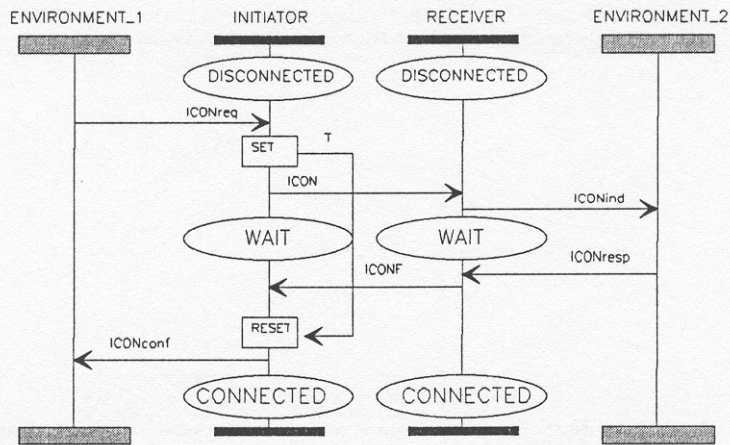 ENVIRONMENT_1 INITIATOR RECEIVER ENVIRONMENT_2
DISCONNECTED DISCONNECTED
ICONreq
SET T
ICON
ICONind
WAIT WAIT
ICONresp
ICONF
RESET
ICONconf
CONNECTED CONNECTED